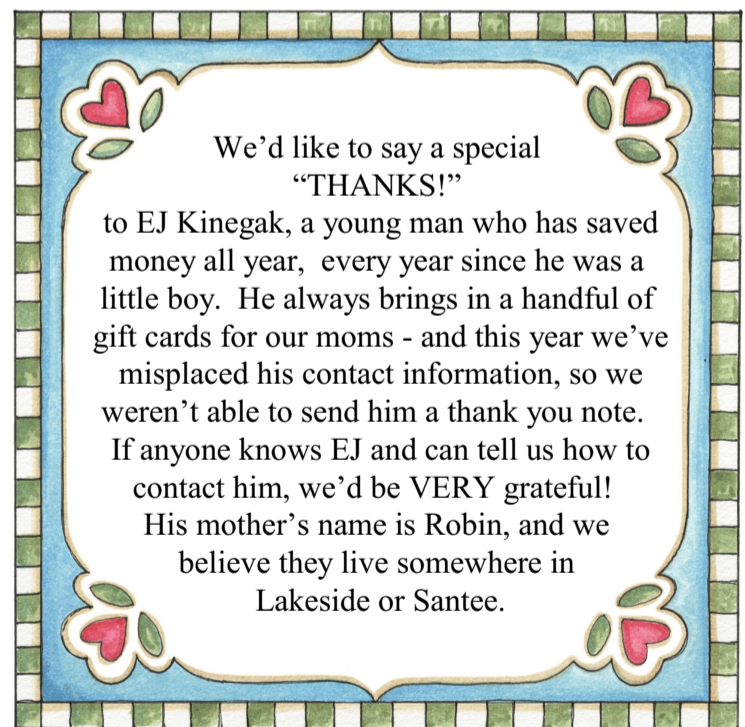 We’d like to say a special
“THANKS!”
to EJ Kinegak, a young man who has saved
money all year,  every year since he was a
little boy.  He always brings in a handful of
gift cards for our moms - and this year we’ve
misplaced his contact information, so we
weren’t able to send him a thank you note.
If anyone knows EJ and can tell us how to
contact him, we’d be VERY grateful!
His mother’s name is Robin, and we
believe they live somewhere in
Lakeside or Santee.